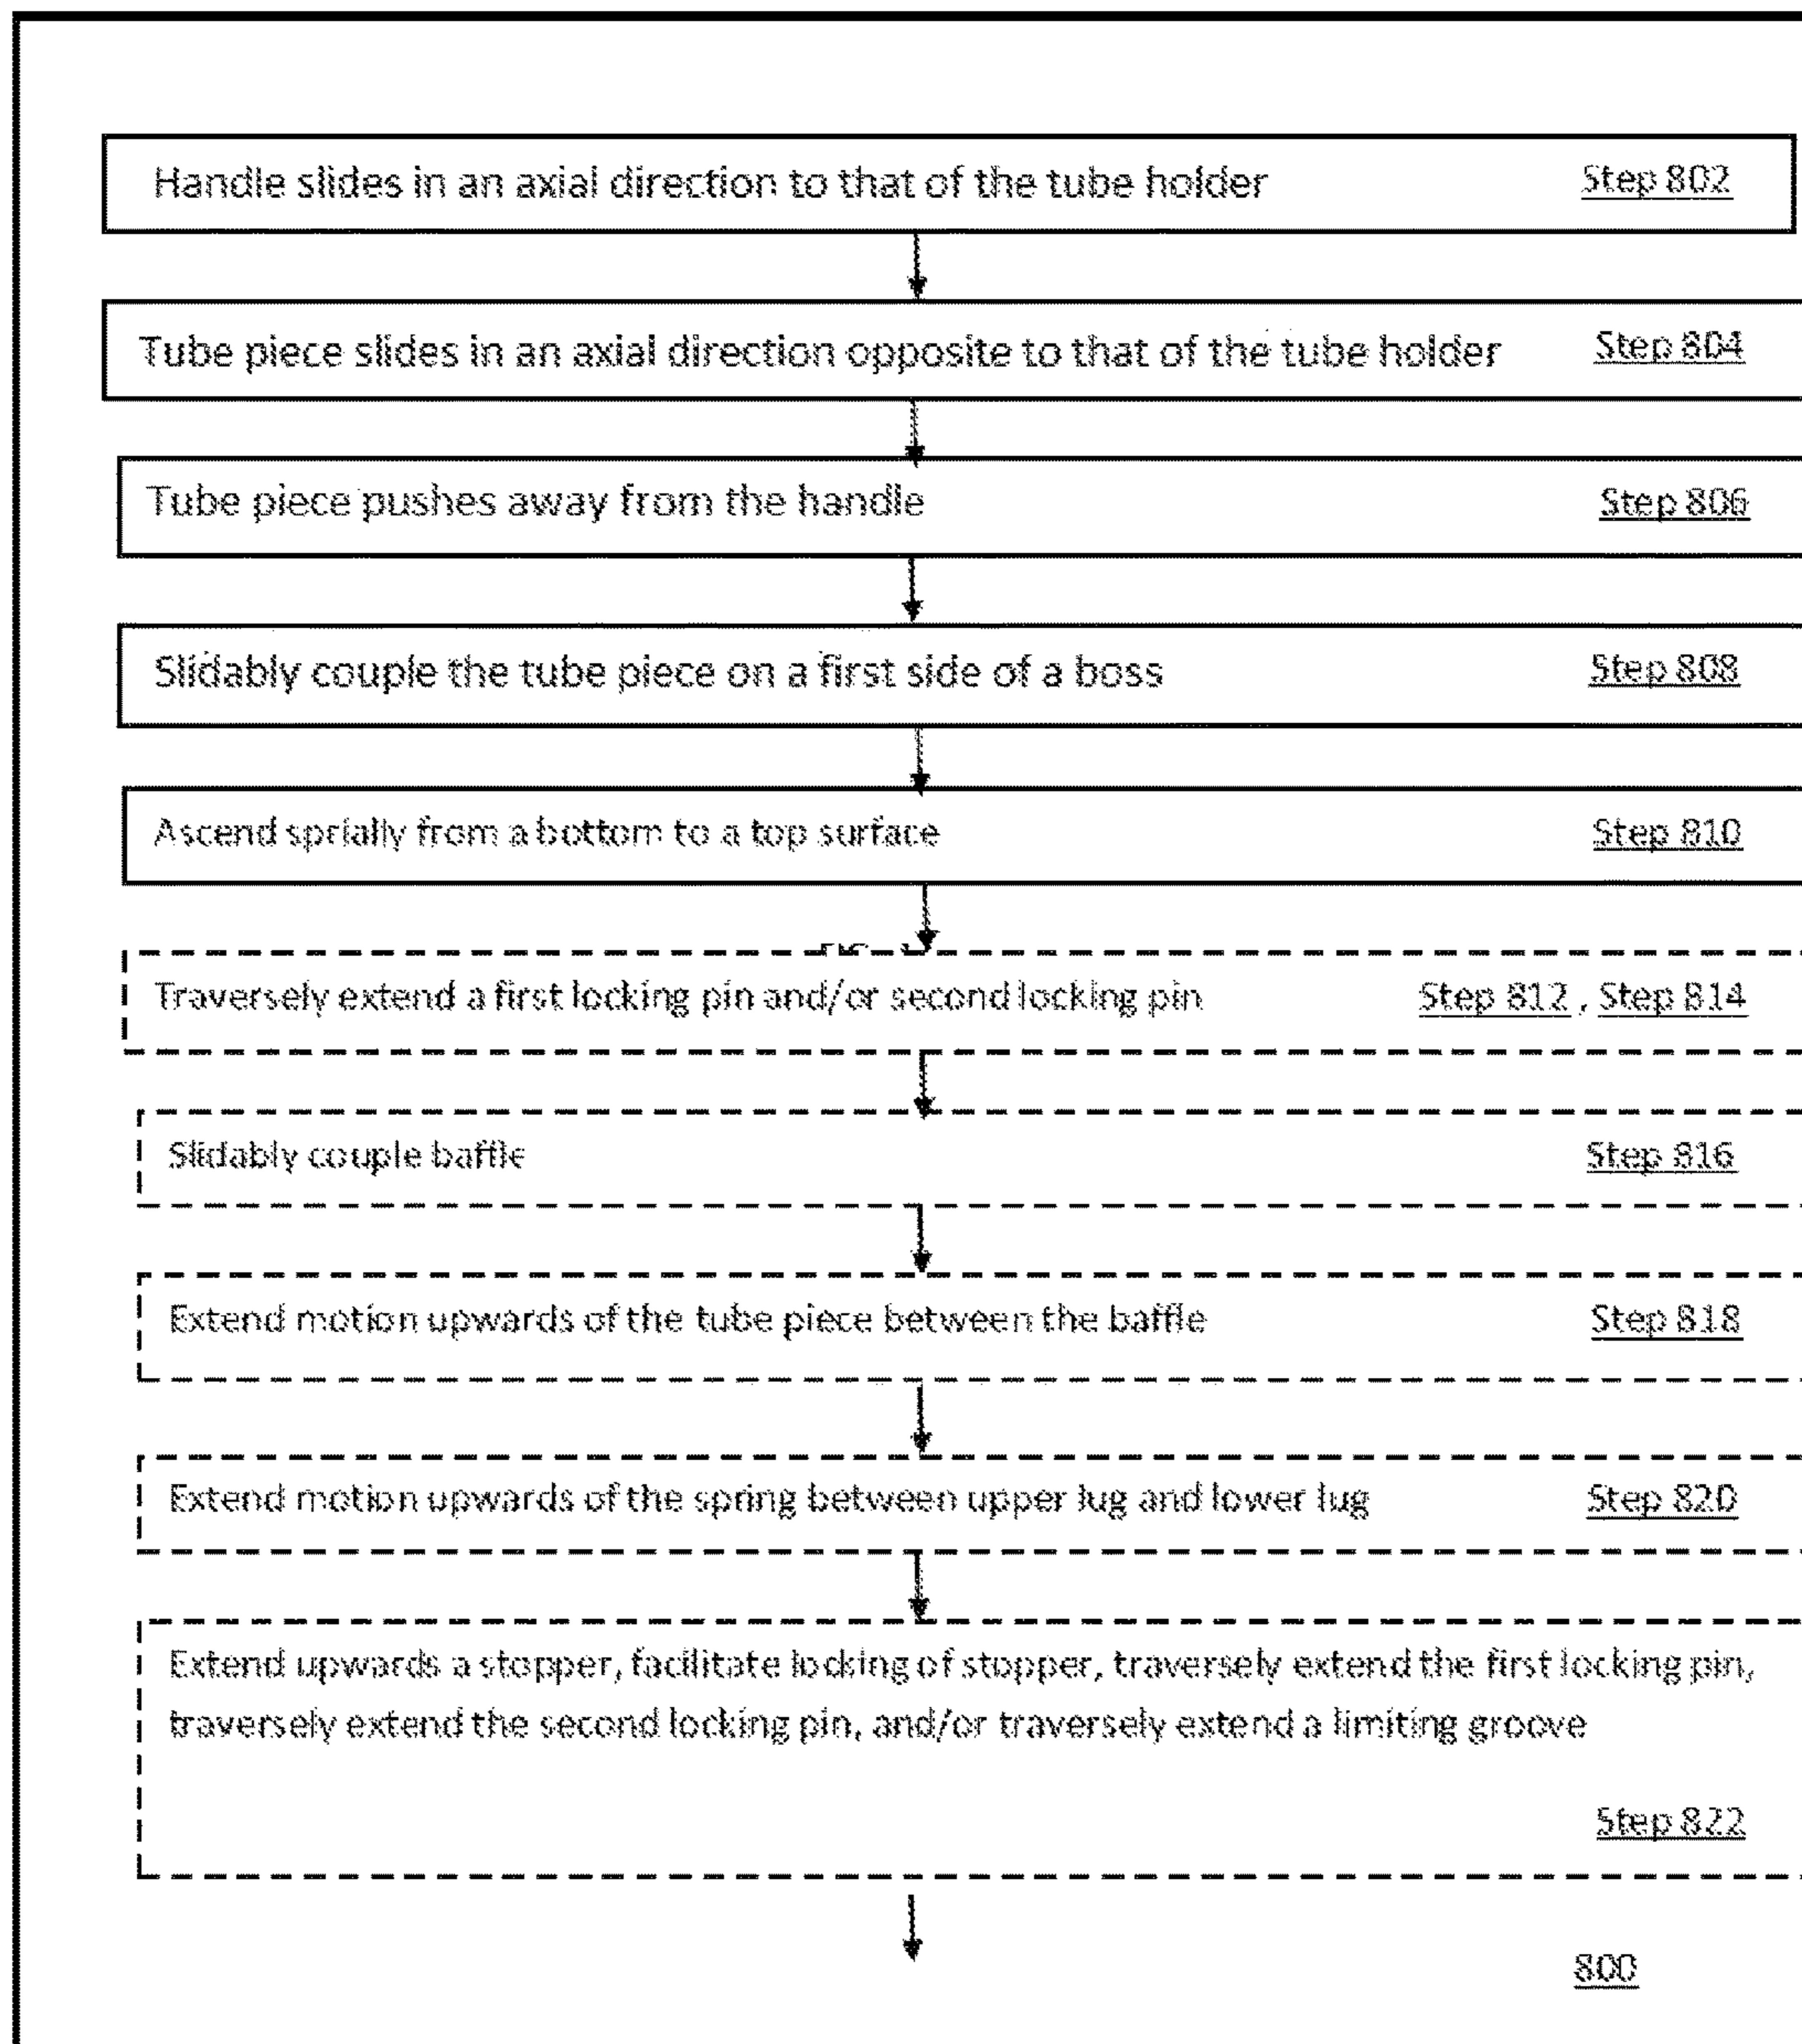 Handle slides in an axial direction to that of the tube holder Step 802
Tube piece slides in an axial direction opposite to that of the tube holder Step 804
Tube piece pushes away from the handle Step 806
Slidably couple the tube piece on a first side of a boss Step 808
Ascend sprially from a bottom to a top surface Step 810
Traversely extend a first locking pin and/or second locking pin Step 812 , Step 814
Slidably couple baffle Step 816
Extend motion upwards of the tube piece between the baffle Step 818
Extend motion upwards of the spring between upper lug and lower lug Step 820
Extend upwards a stopper, facilitate locking of stopper, traversely extend the first locking pin,
traversely extend the second locking pin, and/or traversely extend a limiting groove
Step 822
800